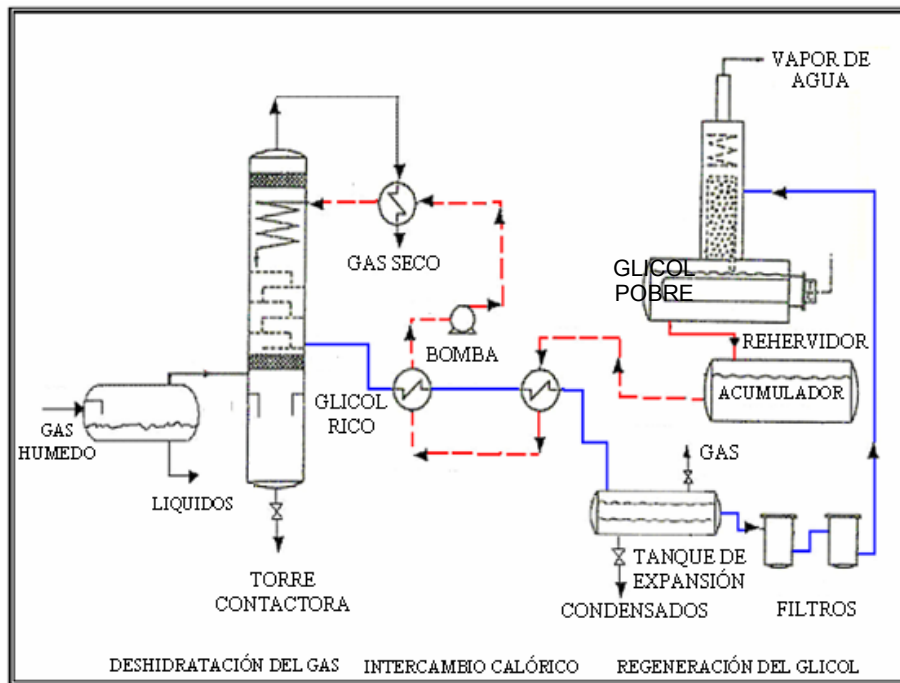 VAPOR DE
AGUA
GAS SECO
GLICOL
POBRE
BOMBA
REHERVIDOR
ACUMULADOR
GAS
HUMEDO
GLICOL
RICO
LIQUIDOS
GAS
TORRE
CONTACTORA
TANQUE DE
EXPANSIÓN
CONDENSADOS
FILTROS
DESHIDRATACIÓN DEL GAS
INTERCAMBIO CALÓRICO
REGENERACIÓN DEL GLICOL